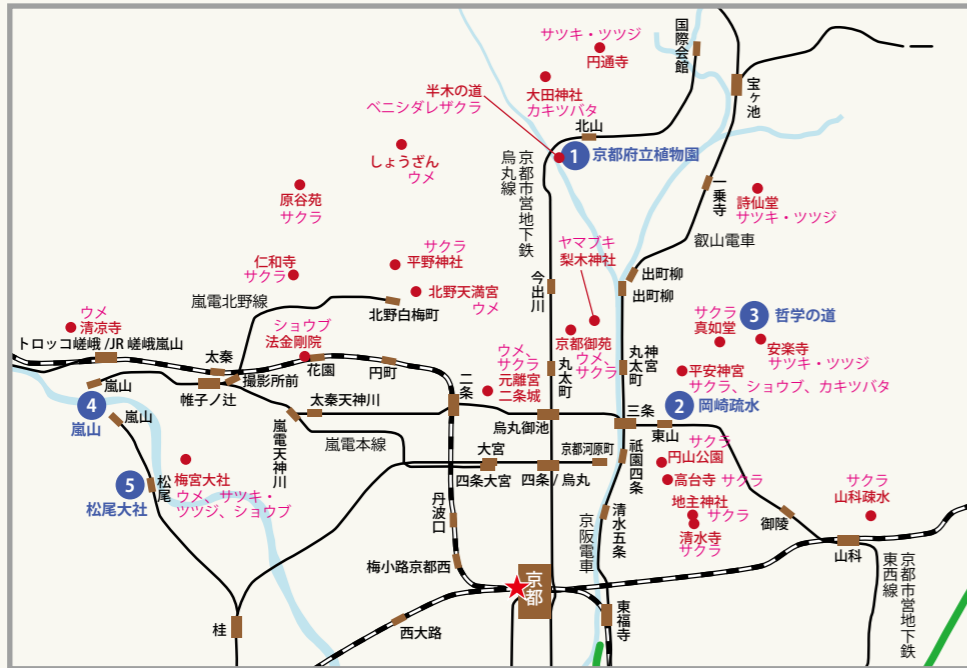 サツキ・ツツジ
円通寺
国際会館
宝ヶ池
半木の道
ベニシダレザクラ
大田神社
カキツバタ
北山
1 京都府立植物園
しょうざん
ウメ
京都市営地下鉄
烏丸線
原谷苑
サクラ
一乗寺
詩仙堂
サツキ・ツツジ
叡山電車
サクラ
平野神社
仁和寺
サクラ
ヤマブキ
梨木神社
今出川
出町柳
出町柳
北野天満宮
ウメ
嵐電北野線
北野白梅町
ウメ
清凉寺
トロッコ嵯峨/JR 嵯峨嵐山
ショウブ
法金剛院
太秦
撮影所前
花園
円町
二条
ウメ、
サクラ
元離宮
二条城
京都御苑
ウメ、
サクラ
丸太町
神宮
丸太町
サクラ
真如堂
3 哲学の道
安楽寺
サツキ・ツツジ
平安神宮
サクラ、ショウブ、カキツバタ
嵐山
帷子ノ辻
4
嵐山
嵐山
嵐電天神川
太秦天神川
嵐電本線
烏丸御池
三条
2 岡崎疏水
東山
大宮
四条大宮
京都河原町
四条/烏丸
祇園四条
サクラ
円山公園
高台寺
サクラ
サクラ
山科疏水
5
松尾大社
松尾
梅宮大社
ウメ、サツキ・
ツツジ、ショウブ
丹波口
京阪電車
清水五条
地主神社
サクラ
清水寺
サクラ
御陵
山科
梅小路京都西
京都
京都市営地下鉄
東西線
桂
西大路
東福寺